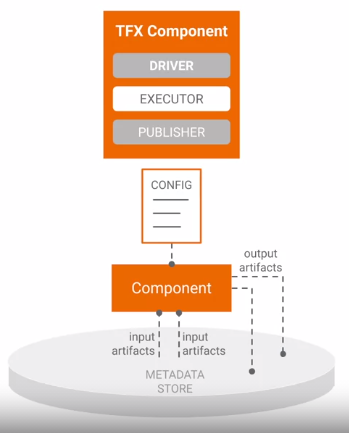 TFX Component
DRIVER
EXECUTOR
PUBLISHER
CONFIG
output
artifacts
Component
input
artifacts
input
artifacts
METADATA
STORE